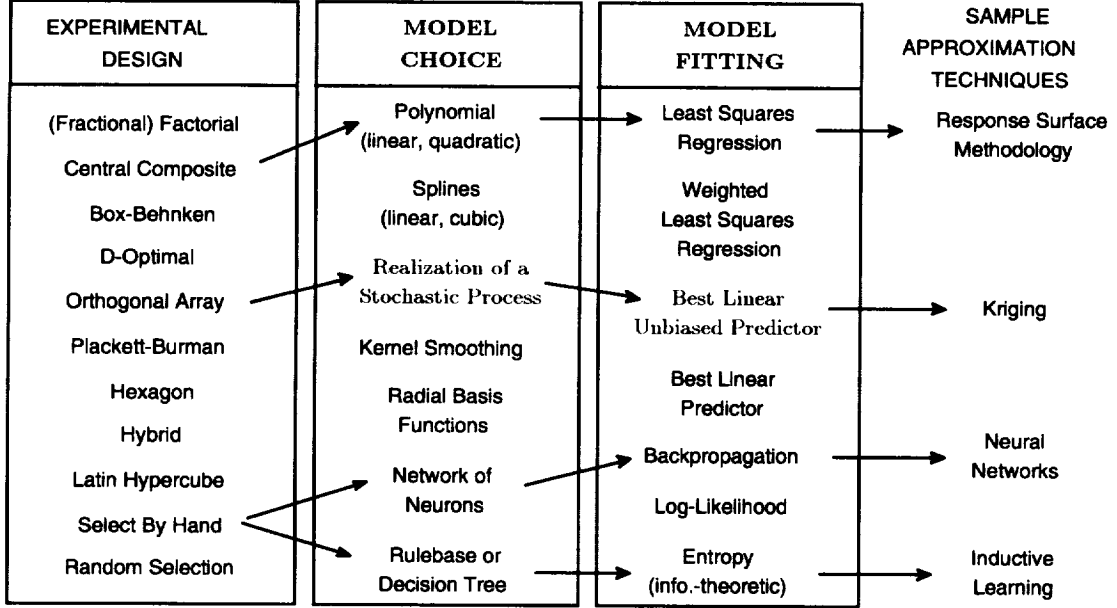 EXPERIMENTAL
DESIGN
(Fractional) Factorial
Central Composite
Box-Behnken
D-Optimal
Orthogonal Array
Plackett-Burman
Hexagon
Hybrid
Latin Hypercube
Select By Hand
Random Selection
MODEL
CHOICE
Polynomial
(linear, quadratic)
Splines
(linear, cubic)
Realization of a
Stochastic Process
Kernel Smoothing
Radial Basis
Functions
Network of
Neurons
Rulebase or
Decision Tree
MODEL
FITTING
Least Squares
Regression
Weighted
Least Squares
Regression
Best Linear
Unbiased Predictor
Best Linear
Predictor
Backpropagation
Log-Likelihood
Entropy
(info.-theoretic)
SAMPLE
APPROXIMATION
TECHNIQUES
Response Surface
Methodology
Kriging
Neural
Networks
Inductive
Learning